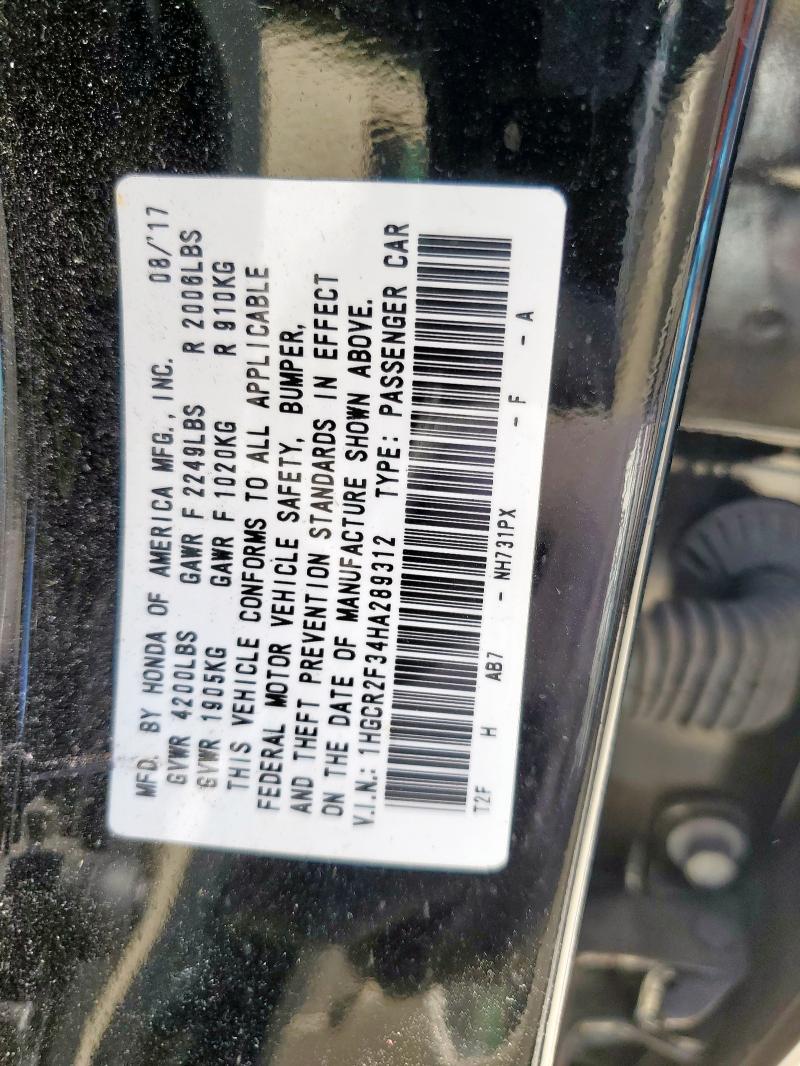 MFD. BY HONDA OF AMERICA MFG., INC. 08/'17
GVWR 4200LBS GAWR F 2249LBS R 2006LBS
GVWR 1905KG GAWR F 1020KG R 910KG
THIS VEHICLE CONFORMS TO ALL APPLICABLE
FEDERAL MOTOR VEHICLE SAFETY, BUMPER,
AND THEFT PREVENTION STANDARDS IN EFFECT
ON THE DATE OF MANUFACTURE SHOWN ABOVE.
V.I.N.: 1HGCR2F34HA289312 TYPE: PASSENGER CAR
T2F H AB7 - NH731PX - F - A